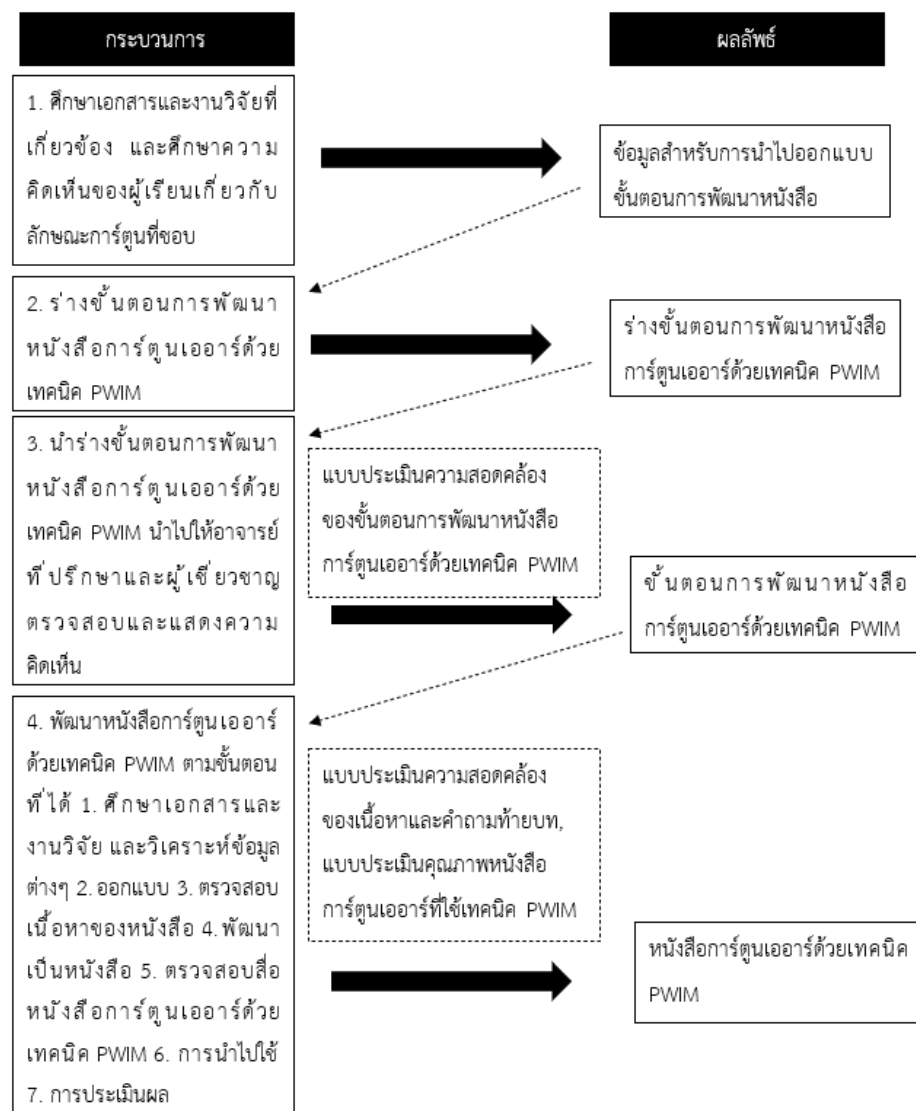 กระบวนการ
ผลลัพธ์
1. ศึกษาเอกสารและงานวิจัยที่
เกี่ยวข้อง และศึกษาความ
คิดเห็นของผู้เรียนเกี่ยวกับ
ลักษณะการ์ตูนที่ชอบ
ข้อมูลสำหรับการนำไปออกแบบ
ขั้นตอนการพัฒนาหนังสือ
2. ร่างขั้นตอนการพัฒนา
หนังสือการ์ตูนเออาร์ด้วย
เทคนิค PWIM
ร่างขั้นตอนการพัฒนาหนังสือ
การ์ตูนเออาร์ด้วยเทคนิค PWIM
3. นำร่างขั้นตอนการพัฒนา
หนังสือการ์ตูนเออาร์ด้วย
เทคนิค PWIM นำไปให้อาจารย์
ที่ปรึกษาและผู้เชี่ยวชาญ
ตรวจสอบและแสดงความ
คิดเห็น
แบบประเมินความสอดคล้อง
ของขั้นตอนการพัฒนาหนังสือ
การ์ตูนเออาร์ด้วยเทคนิค PWIM
ขั้นตอนการพัฒนาหนังสือ
การ์ตูนเออาร์ด้วยเทคนิค PWIM
4. พัฒนาหนังสือการ์ตูนเออาร์
ด้วยเทคนิค PWIM ตามขั้นตอน
ที่ได้ 1. ศึกษาเอกสารและ
งานวิจัย และวิเคราะห์ข้อมูล
ต่างๆ 2. ออกแบบ 3. ตรวจสอบ
เนื้อหาของหนังสือ 4. พัฒนา
เป็นหนังสือ 5. ตรวจสอบสื่อ
หนังสือการ์ตูนเออาร์ด้วย
เทคนิค PWIM 6. การนำไปใช้
7. การประเมินผล
แบบประเมินความสอดคล้อง
ของเนื้อหาและคำถามท้ายบท,
แบบประเมินคุณภาพหนังสือ
การ์ตูนเออาร์ที่ใช้เทคนิค PWIM
หนังสือการ์ตูนเออาร์ด้วยเทคนิค
PWIM